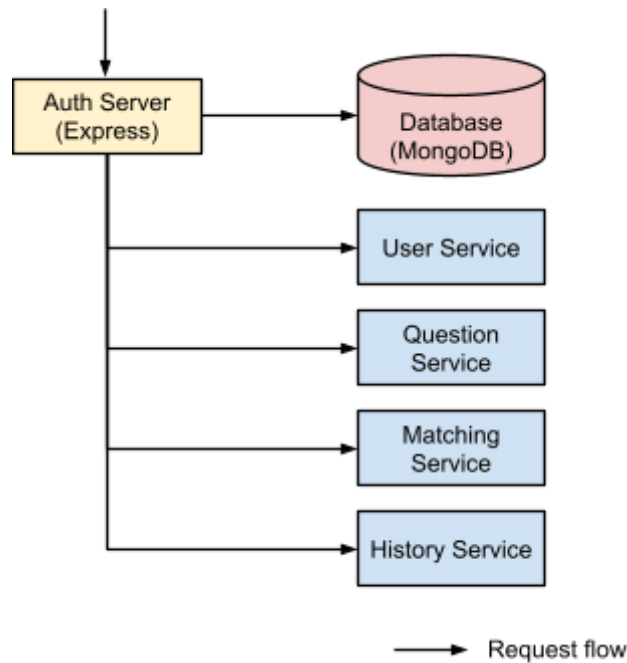 Auth Server
(Express)
Database
(MongoDB)
User Service
Question
Service
Matching
Service
History Service
Request flow